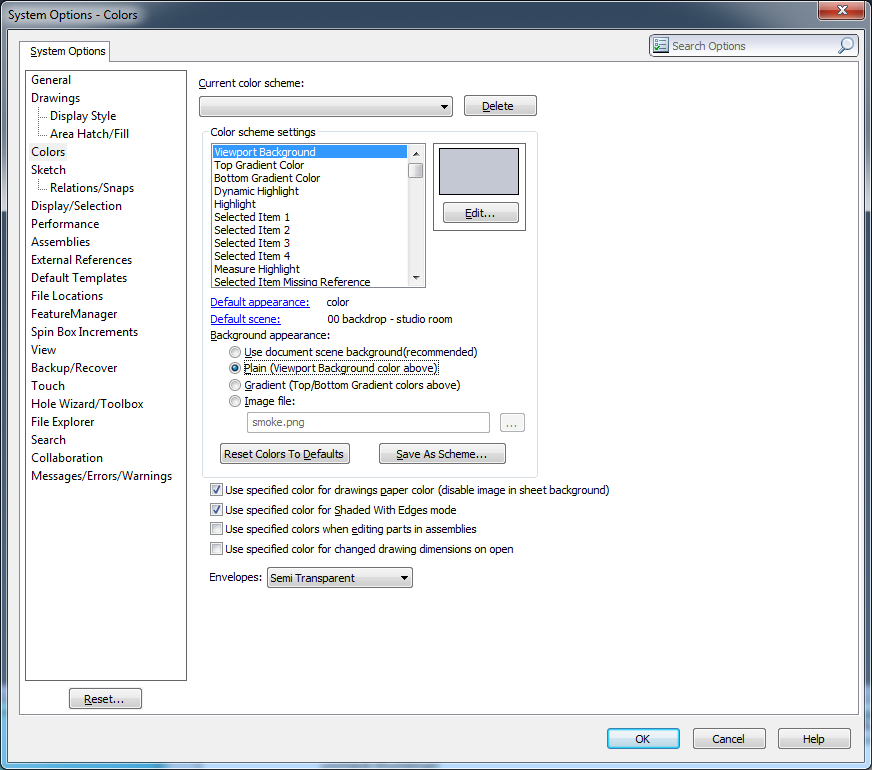 System Options - Colors
System Options
Search Options
General
Drawings
Display Style
Area Hatch/Fill
Colors
Sketch
Relations/Snaps
Display/Selection
Performance
Assemblies
External References
Default Templates
File Locations
FeatureManager
Spin Box Increments
View
Backup/Recover
Touch
Hole Wizard/Toolbox
File Explorer
Search
Collaboration
Messages/Errors/Warnings
Reset...
Current color scheme:
Delete
Color scheme settings
Viewport Background
Top Gradient Color
Bottom Gradient Color
Dynamic Highlight
Highlight
Selected Item 1
Selected Item 2
Selected Item 3
Selected Item 4
Measure Highlight
Selected Item Missing Reference
Edit...
Default appearance: color
Default scene: 00 backdrop - studio room
Background appearance:
Use document scene background(recommended)
Plain (Viewport Background color above)
Gradient (Top/Bottom Gradient colors above)
Image file:
smoke.png
...
Reset Colors To Defaults
Save As Scheme...
Use specified color for drawings paper color (disable image in sheet background)
Use specified color for Shaded With Edges mode
Use specified colors when editing parts in assemblies
Use specified color for changed drawing dimensions on open
Envelopes: Semi Transparent
OK
Cancel
Help